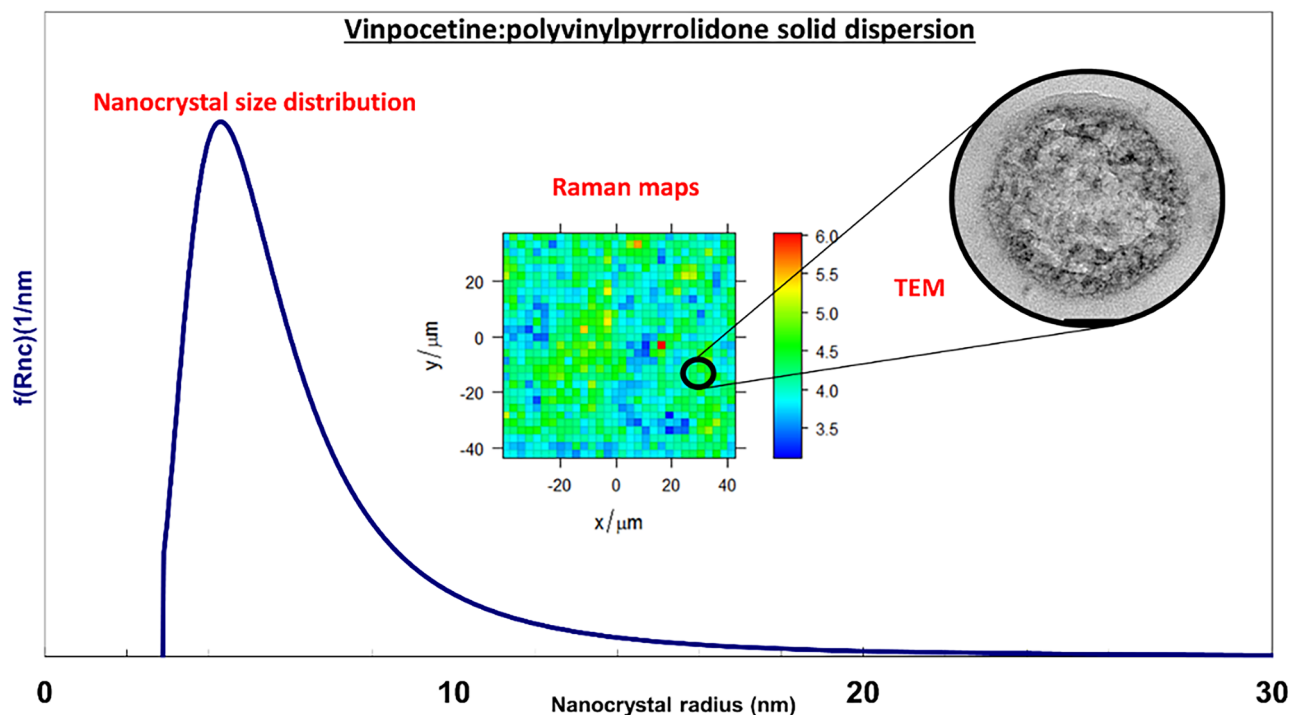 Vinpocetine:polyvinylpyrrolidone solid dispersion
Nanocrystal size distribution
Raman maps
TEM
f(Rnc)(1/nm
y/μm
20
0
-20
-40
-20 0 20 40
x/μm
6.0
5.5
5.0
4.5
4.0
3.5
0 10 20 30
Nanocrystal radius (nm)